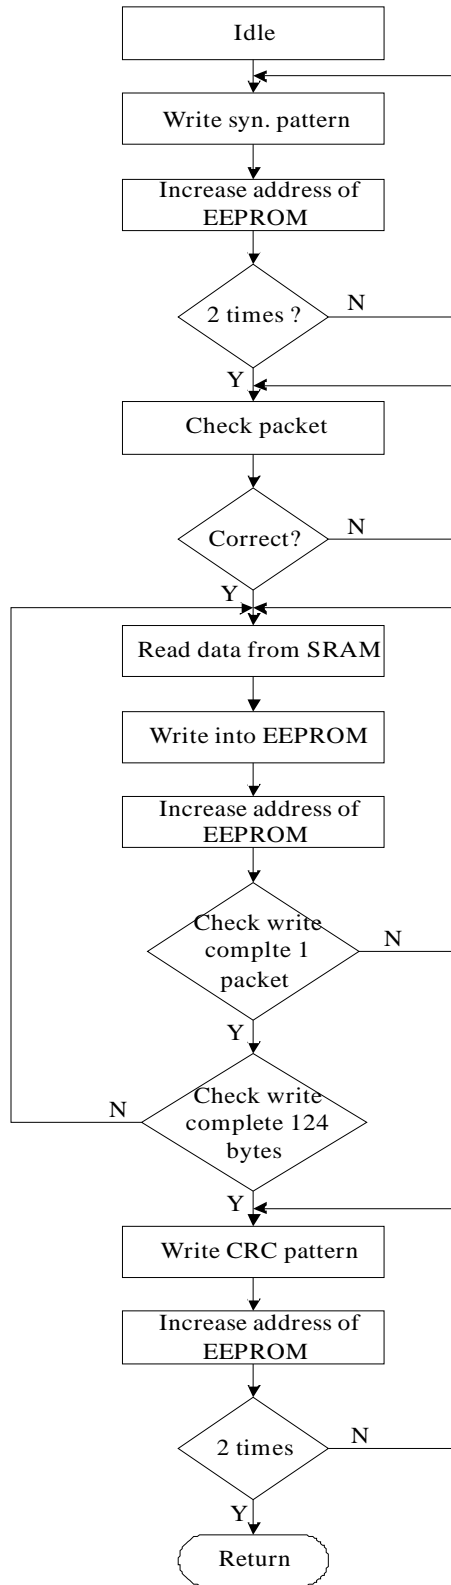 Idle
Write syn. pattern
Increase address of
EEPROM
2 times ?
N
Y
Check packet
Correct?
N
Y
Read data from SRAM
Write into EEPROM
Increase address of
EEPROM
Check write
complte 1
packet
N
Y
Check write
complete 124
bytes
N
Y
Write CRC pattern
Increase address of
EEPROM
2 times
N
Y
Return